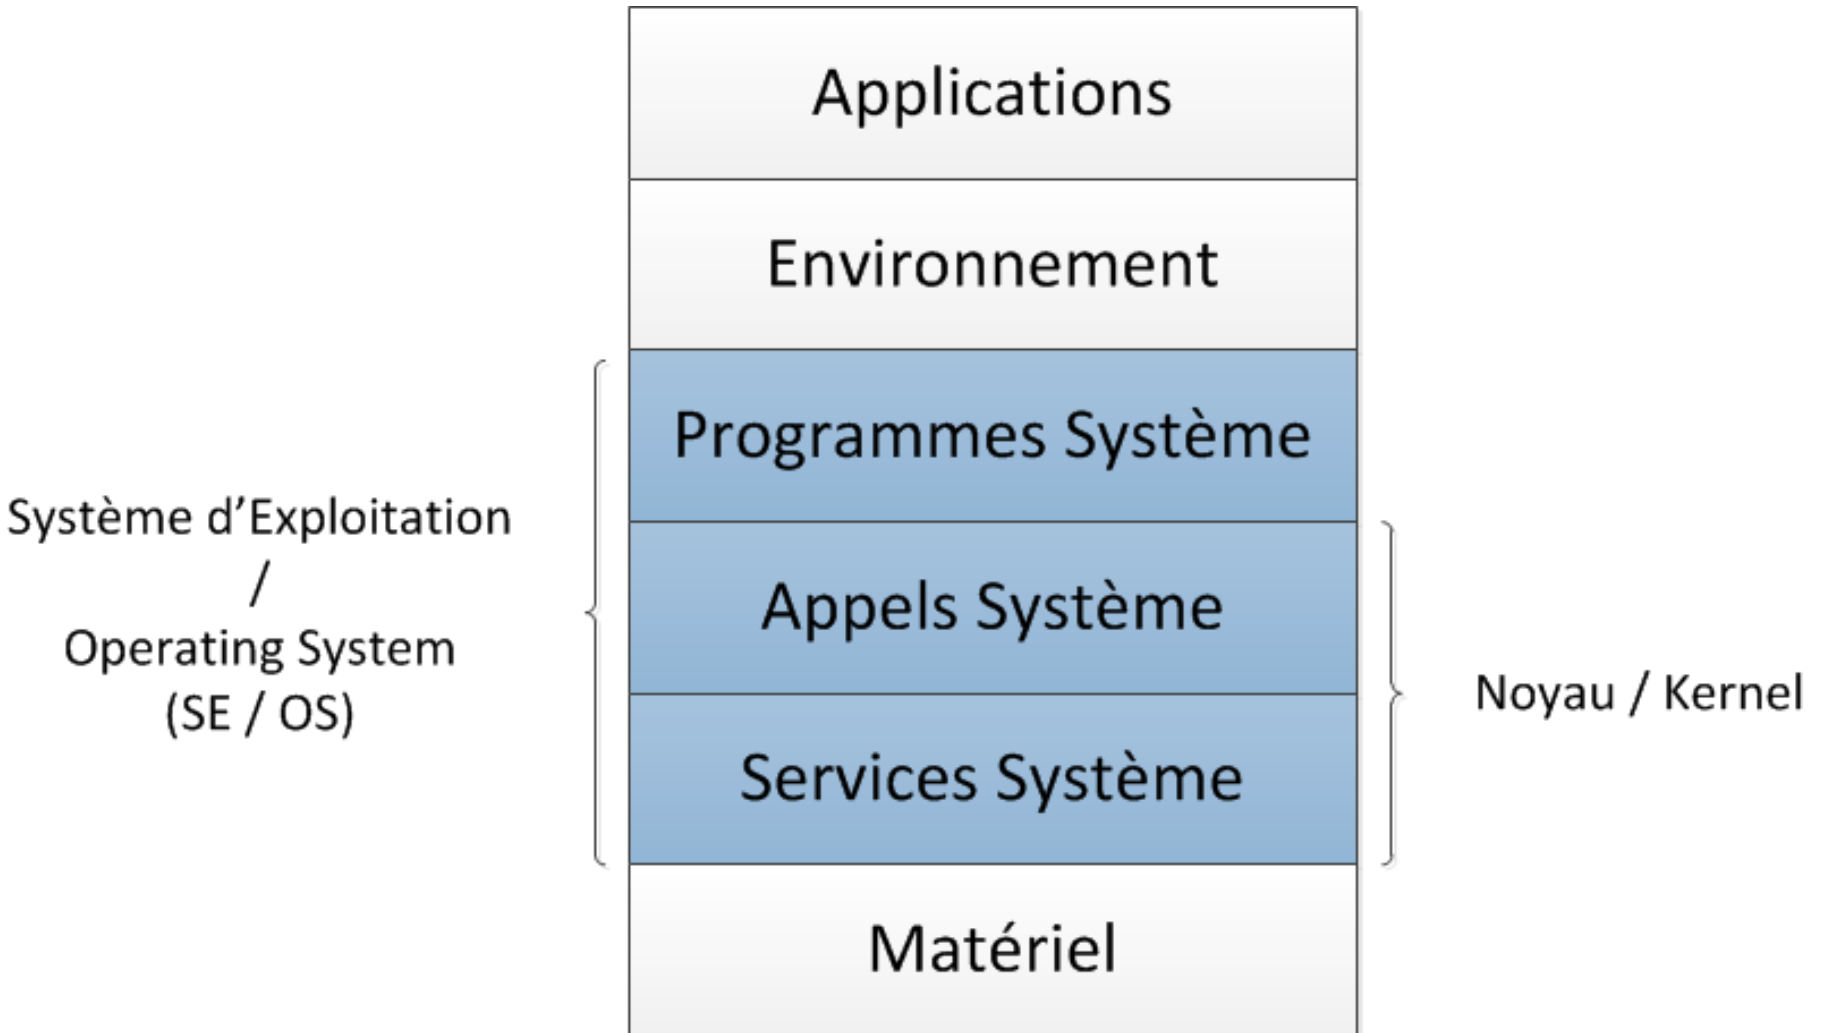 Applications
Environnement
Programmes Système
Appels Système
Services Système
Matériel
Système d’Exploitation
/
Operating System
(SE / OS)
Noyau / Kernel